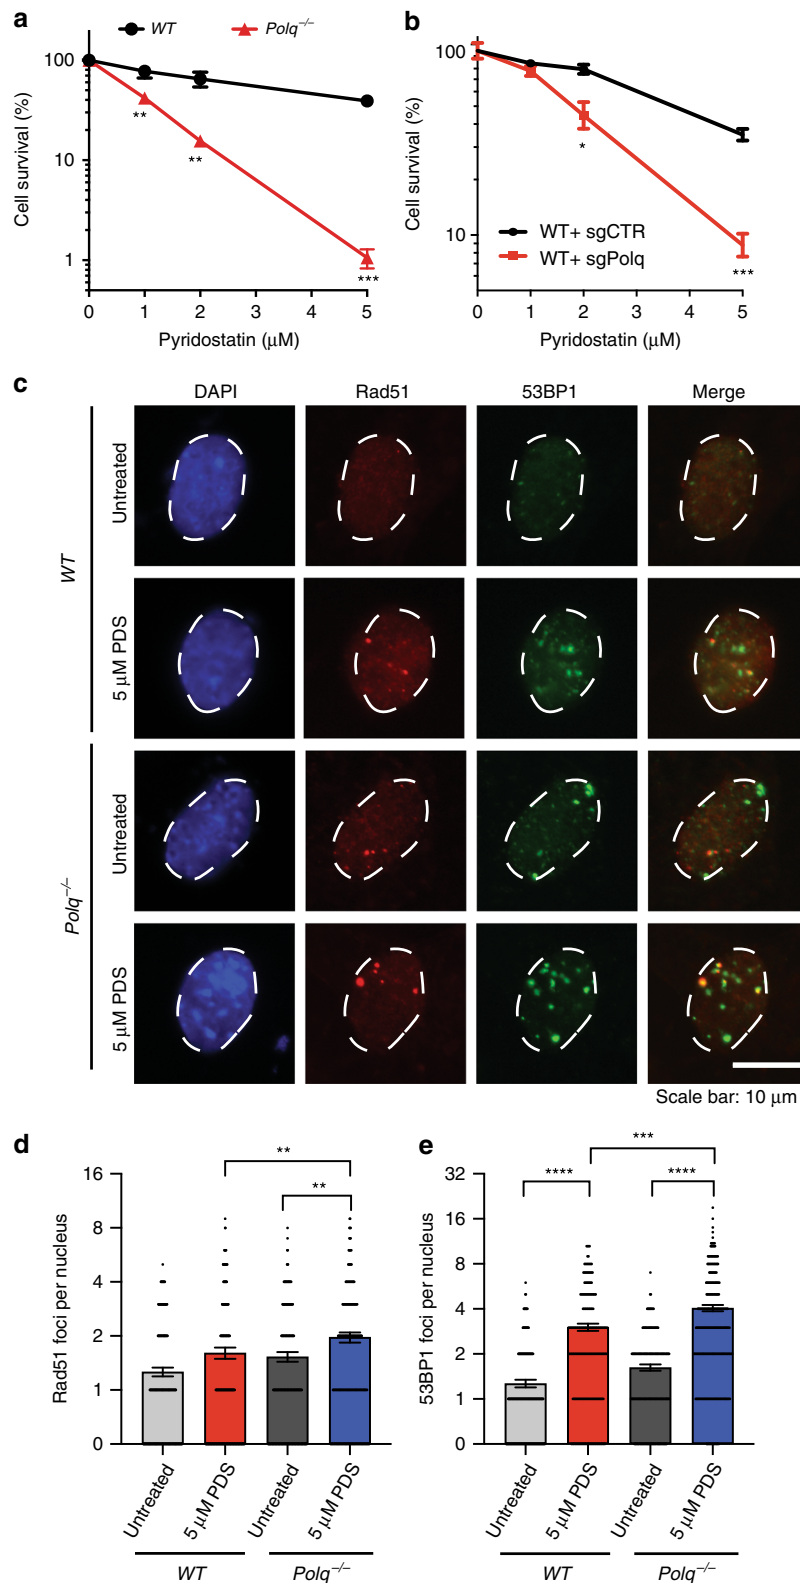 a
WT
Polq⁻/⁻
Cell survival (%)
100
10
1
**
**
***
0
1
2
3
4
5
Pyridostatin (μM)
b
Cell survival (%)
100
10
*
***
WT+ sgCTR
WT+ sgPolq
0
1
2
3
4
5
Pyridostatin (μM)
c
DAPI
Rad51
53BP1
Merge
WT
Untreated
5 μM PDS
Polq⁻/⁻
Untreated
5 μM PDS
Scale bar: 10 μm
d
Rad51 foci per nucleus
16
8
4
2
1
0
**
**
Untreated
5 μM PDS
Untreated
5 μM PDS
WT
Polq⁻/⁻
e
53BP1 foci per nucleus
32
16
8
4
2
1
0
***
****
****
Untreated
5 μM PDS
Untreated
5 μM PDS
WT
Polq⁻/⁻